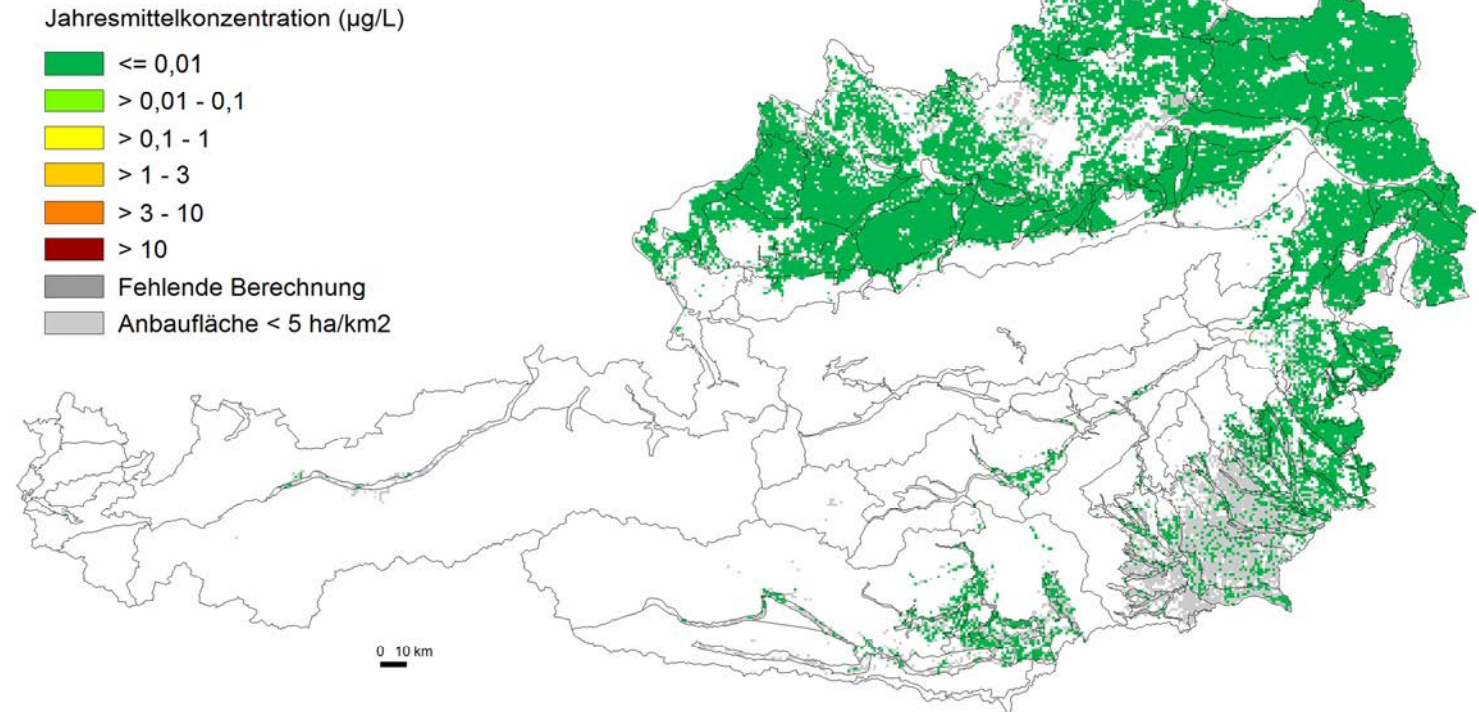 Jahresmittelkonzentration (µg/L)
<= 0,01
> 0,01 - 0,1
> 0,1 - 1
> 1 - 3
> 3 - 10
> 10
Fehlende Berechnung
Anbaufläche < 5 ha/km2
0 10 km